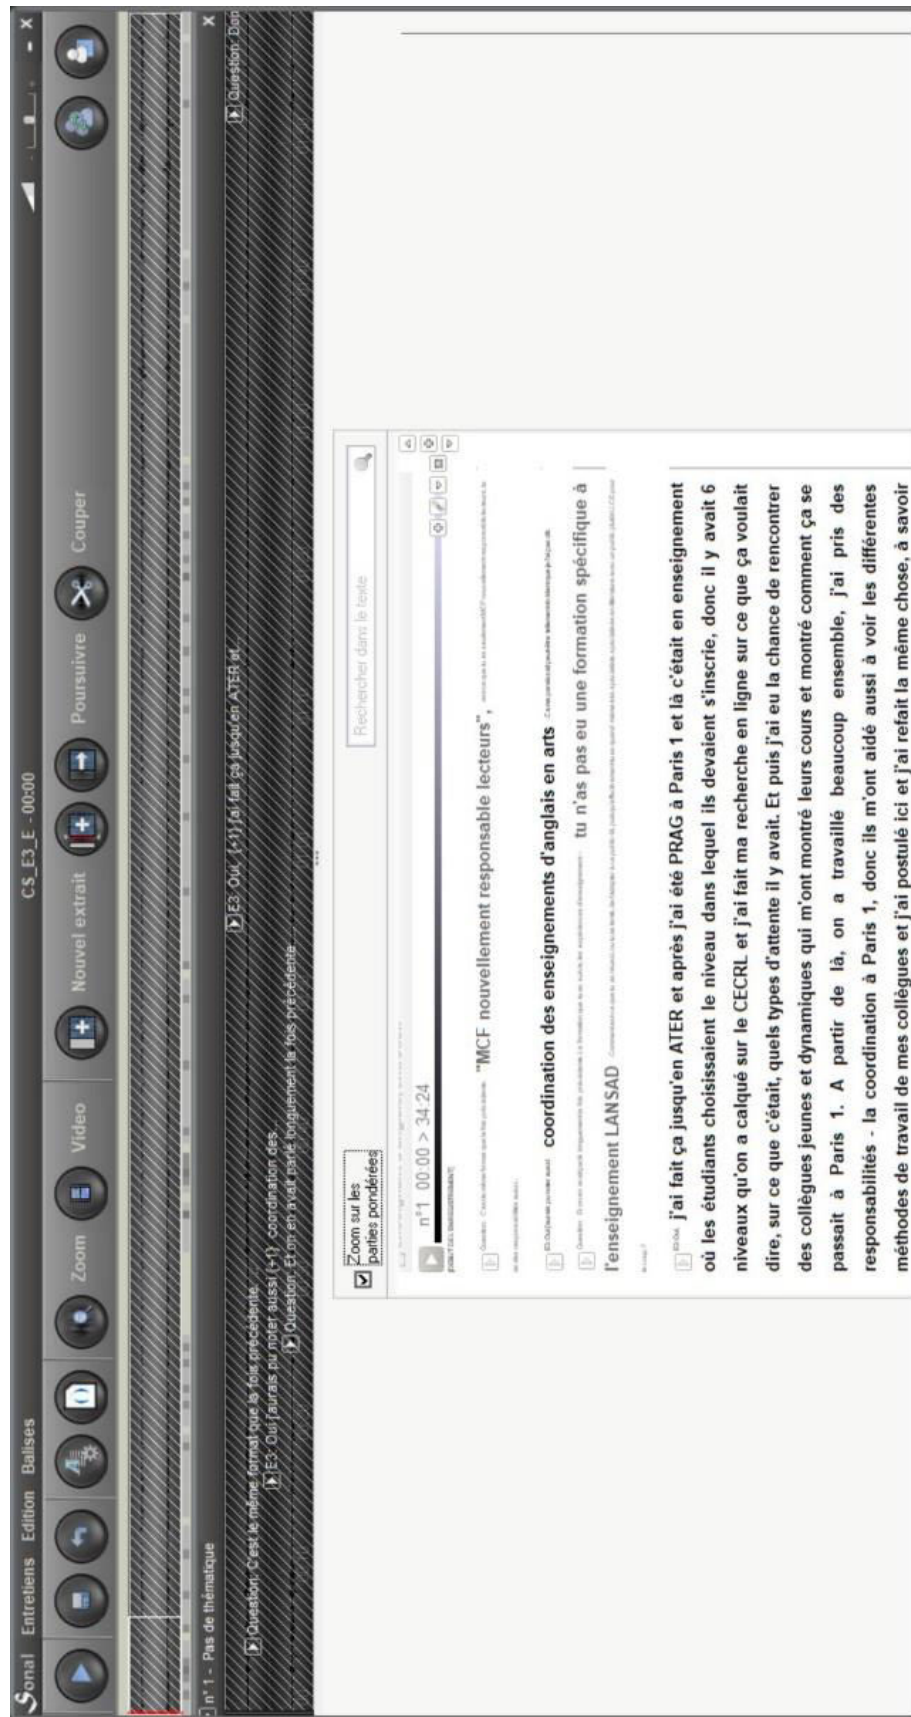 Sonal Entretiens Edition Balises
CS_E3_E - 00:00
Zoom Video Nouvel extrait Poursuivre Couper
n° 1 - Pas de thématique
Question: C'est le même format que la fois précédente
E3: Oui j'aurais pu noter aussi (+1) coordination des
Question: Et on en avait parlé longuement la fois précédente
E3: Oui, (+1) j'ai fait ça jusqu'en ATER et
Question: Don
Zoom sur les
parties pondérées
Rechercher dans le texte
n°1 00:00 > 34:24
"MCF nouvellement responsable lecteurs",
coordination des enseignements d'anglais en arts
tu n'as pas eu une formation spécifique à
l'enseignement LANSAD
E3: Oui, j'ai fait ça jusqu'en ATER et après j'ai été PRAG à Paris 1 et là c'était en enseignement
où les étudiants choisissaient le niveau dans lequel ils devaient s'inscrie, donc il y avait 6
niveaux qu'on a calqué sur le CECRL et j'ai fait ma recherche en ligne sur ce que ça voulait
dire, sur ce que c'était, quels types d'attente il y avait. Et puis j'ai eu la chance de rencontrer
des collègues jeunes et dynamiques qui m'ont montré leurs cours et montré comment ça se
passait à Paris 1. A partir de là, on a travaillé beaucoup ensemble, j'ai pris des
responsabilités - la coordination à Paris 1, donc ils m'ont aidé aussi à voir les différentes
méthodes de travail de mes collègues et j'ai postulé ici et j'ai refait la même chose, à savoir